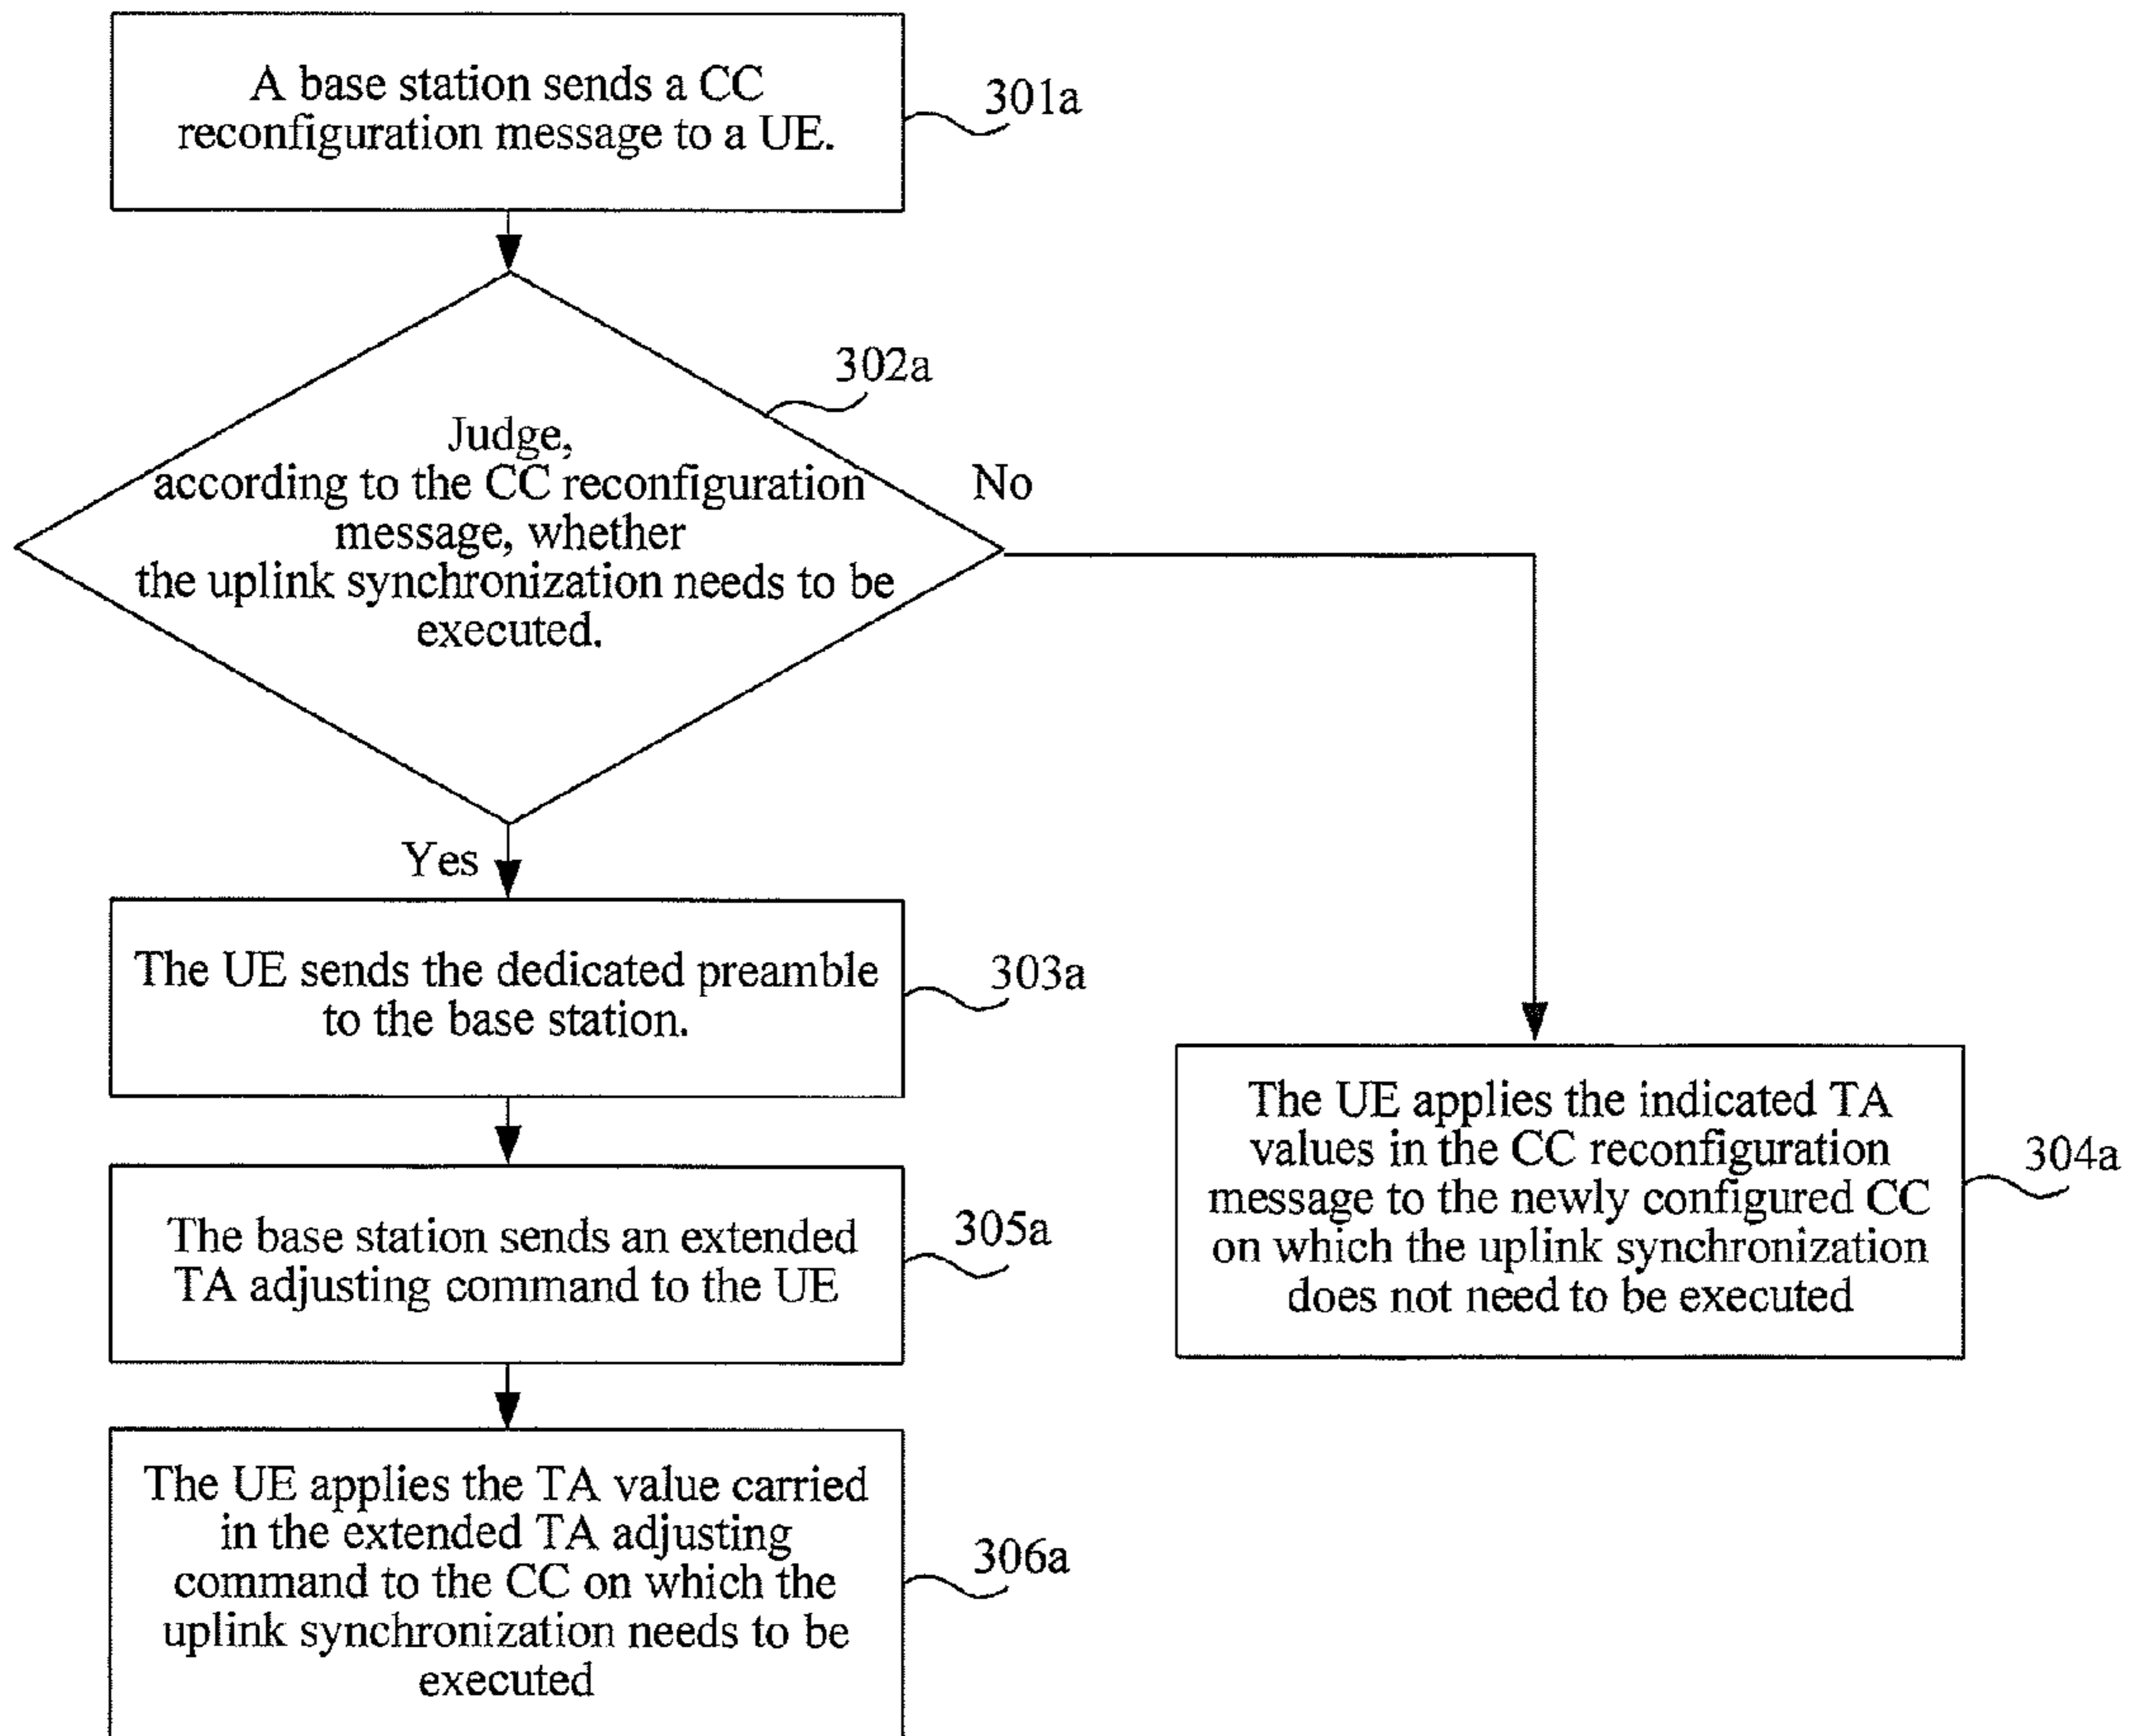 A base station sends a CC
reconfiguration message to a UE.
301a
302a
Judge,
according to the CC reconfiguration
message, whether
the uplink synchronization needs to be
executed.
No
Yes
The UE sends the dedicated preamble
to the base station.
303a
The UE applies the indicated TA
values in the CC reconfiguration
message to the newly configured CC
on which the uplink synchronization
does not need to be executed
304a
The base station sends an extended
TA adjusting command to the UE
305a
The UE applies the TA value carried
in the extended TA adjusting
command to the CC on which the
uplink synchronization needs to be
executed
306a